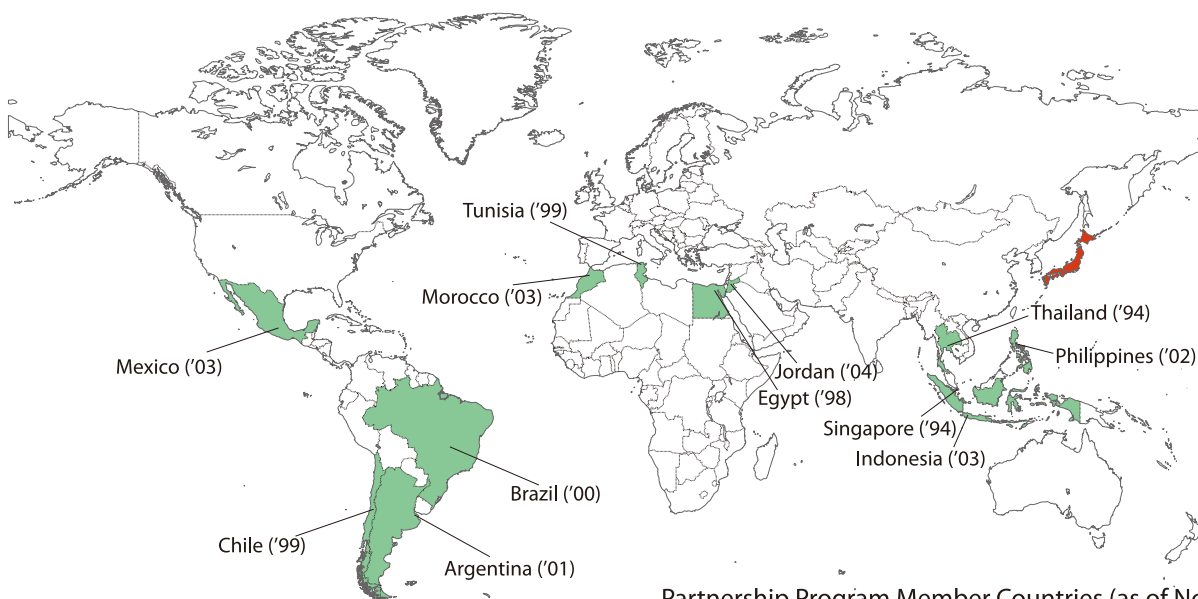 Tunisia (’99)
Morocco (’03)
Thailand (’94)
Philippines (’02)
Mexico (’03)
Jordan (’04)
Egypt (’98)
Singapore (’94)
Indonesia (’03)
Brazil (’00)
Chile (’99)
Argentina (’01)
Partnership Program Member Countries (as of